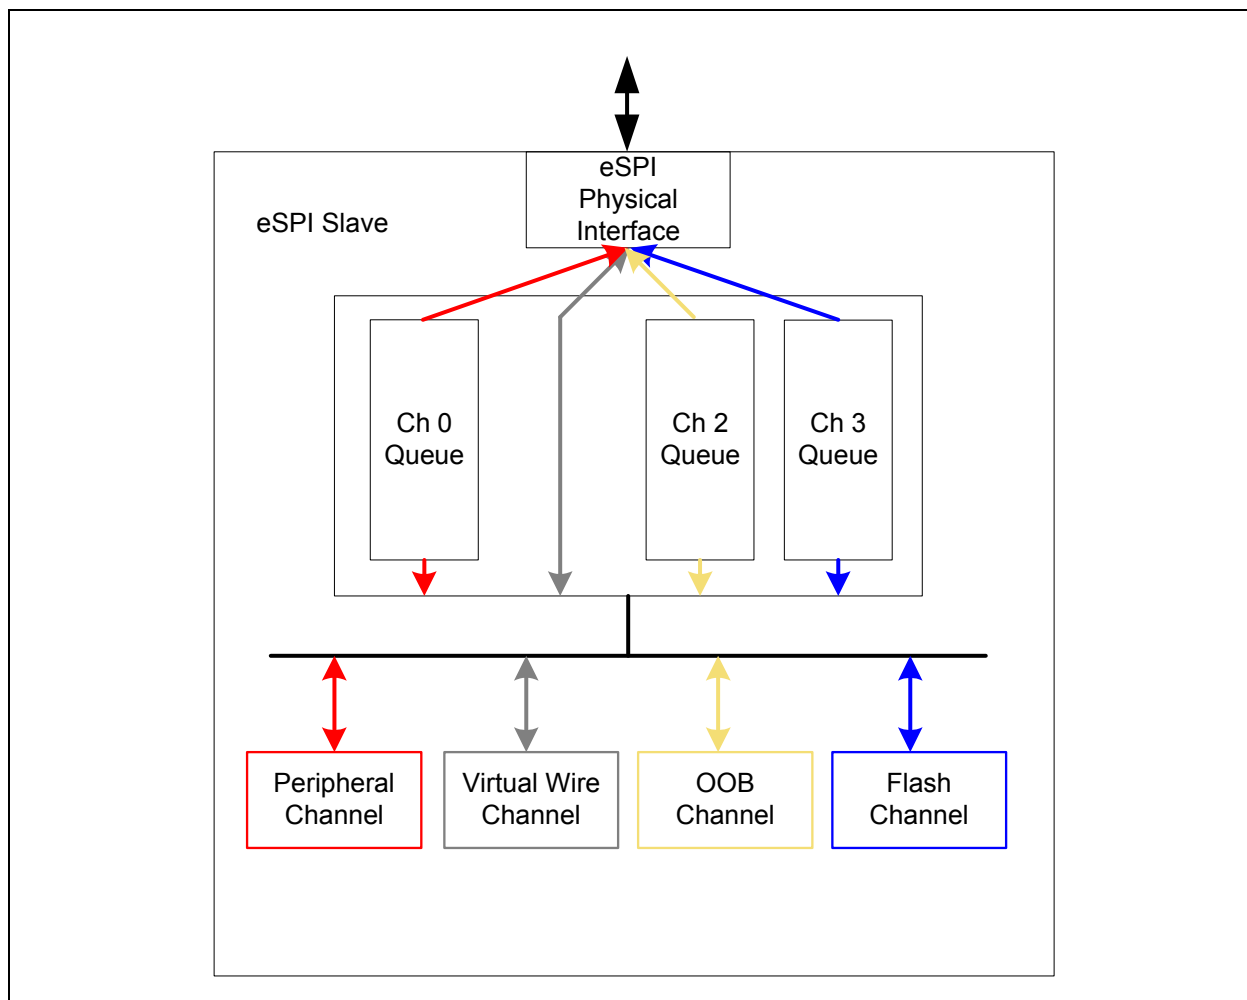 eSPI
Physical
Interface
eSPI Slave
Ch 0
Queue
Ch 2
Queue
Ch 3
Queue
Peripheral
Channel
Virtual Wire
Channel
OOB
Channel
Flash
Channel